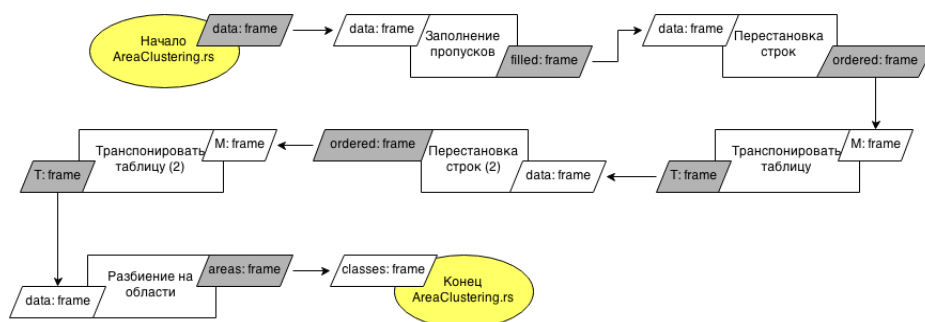 data: frame
Начало
AreaClustering.rs
data: frame
Заполнение
пропусков
filled: frame
data: frame
Перестановка
строк
ordered: frame
M: frame
Транспонировать
таблицу
T: frame
data: frame
Перестановка
строк (2)
ordered: frame
M: frame
Транспонировать
таблицу (2)
T: frame
data: frame
Разбиение на
области
areas: frame
classes: frame
Конец
AreaClustering.rs